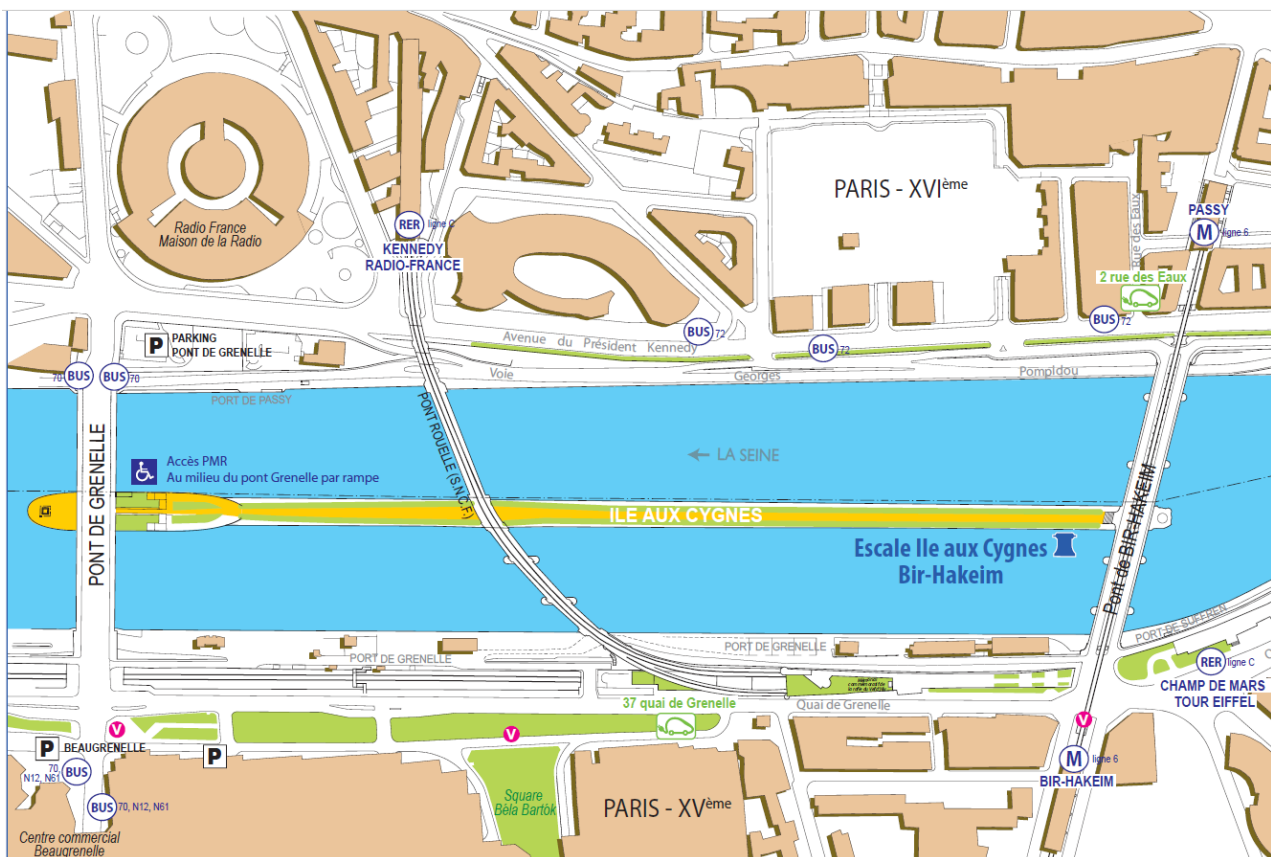 PARIS - XVIème
Radio France
Maison de la Radio
RER ligne C
KENNEDY
RADIO-FRANCE
PASSY
M ligne 6
Rue des Eaux
2 rue des Eaux
BUS 72
BUS 72
BUS 72
P PARKING
PONT DE GRENELLE
Avenue du Président Kennedy
Voie Georges Pompidou
70 BUS
BUS 70
PORT DE PASSY
PONT DE GRENELLE
PONT ROUELLE (S.N.C.F.)
Pont de BIR-HAKEIM
← LA SEINE
Accès PMR
Au milieu du pont Grenelle par rampe
ILE AUX CYGNES
Escale Ile aux Cygnes
Bir-Hakeim
PORT DE SUFFREN
PORT DE GRENELLE
PORT DE GRENELLE
RER ligne C
CHAMP DE MARS
TOUR EIFFEL
37 quai de Grenelle
Quai de Grenelle
V
V
V
P BEAUGRENELLE
P
70
N12, N61 BUS
BUS 70, N12, N61
M ligne 6
BIR-HAKEIM
Square
Bèla Bartòk
PARIS - XVème
Centre commercial
Beaugrenelle